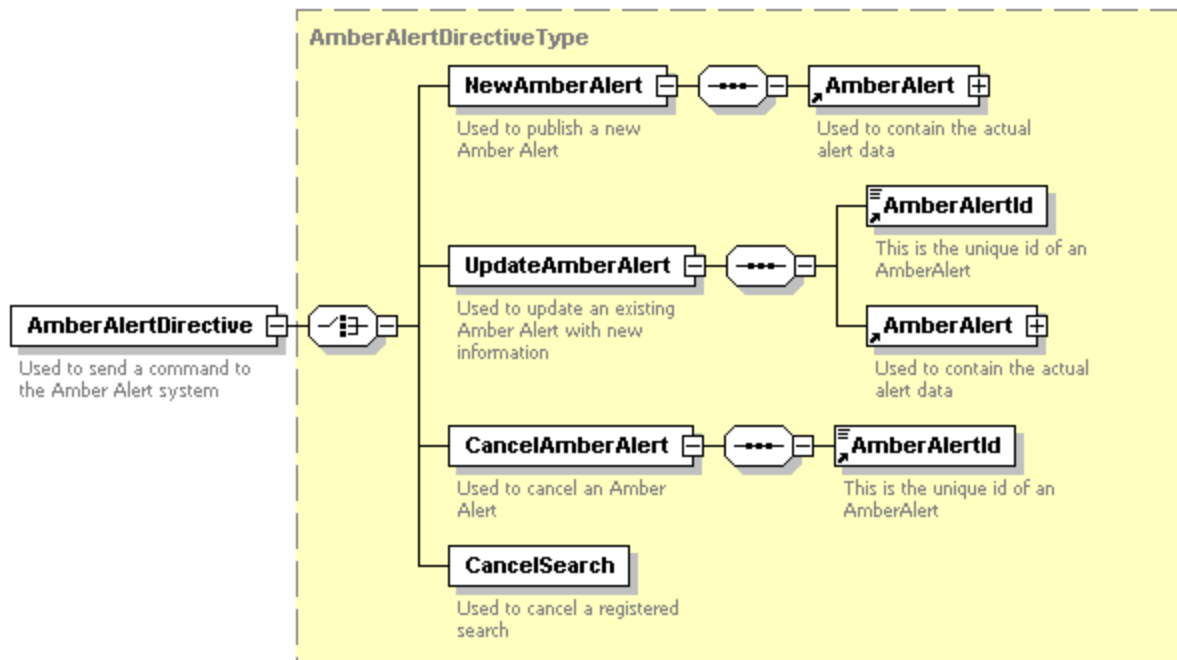 AmberAlertDirectiveType
NewAmberAlert
Used to publish a new
Amber Alert
AmberAlert
Used to contain the actual
alert data
UpdateAmberAlert
Used to update an existing
Amber Alert with new
information
AmberAlertId
This is the unique id of an
AmberAlert
AmberAlert
Used to contain the actual
alert data
AmberAlertDirective
Used to send a command to
the Amber Alert system
CancelAmberAlert
Used to cancel an Amber
Alert
AmberAlertId
This is the unique id of an
AmberAlert
CancelSearch
Used to cancel a registered
search